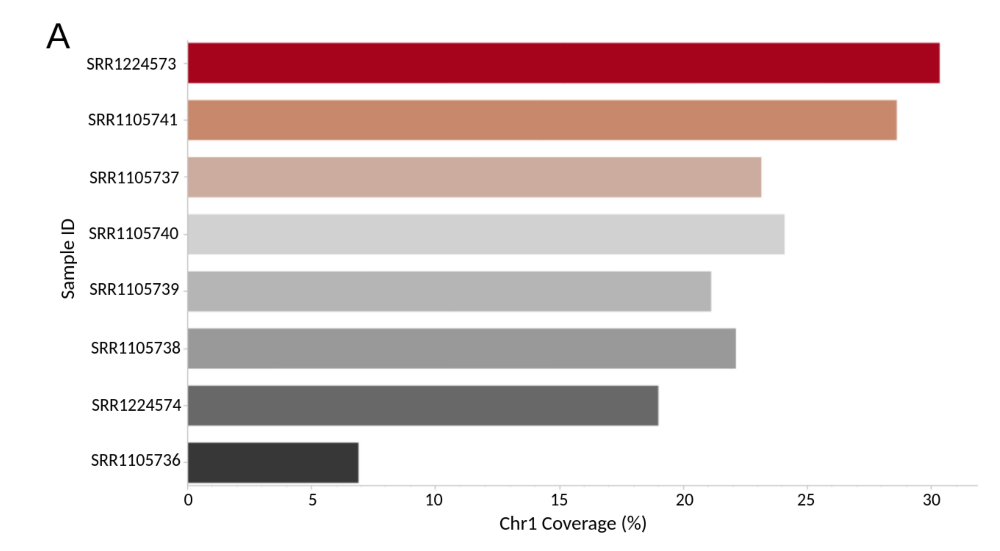 A
SRR1224573
SRR1105741
SRR1105737
SRR1105740
SRR1105739
SRR1105738
SRR1224574
SRR1105736
Sample ID
0 5 10 15 20 25 30
Chr1 Coverage (%)